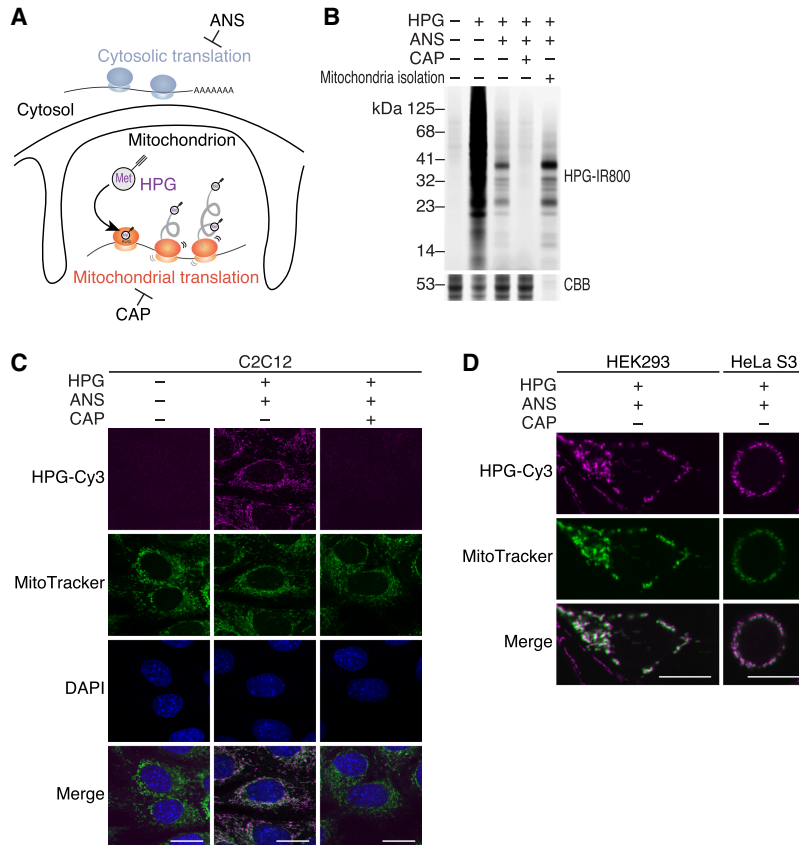 A
ANS
Cytosolic translation
AAAAAAA
Cytosol
Mitochondrion
Met
HPG
Mitochondrial translation
CAP
B
HPG − + + + +
ANS − − + + +
CAP − − − + −
Mitochondria isolation − − − − +
kDa 125
68
41
32
23
14
HPG-IR800
53
CBB
C
C2C12
HPG − + +
ANS − + +
CAP − − +
HPG-Cy3
MitoTracker
DAPI
Merge
D
HEK293 HeLa S3
HPG + +
ANS + +
CAP − −
HPG-Cy3
MitoTracker
Merge